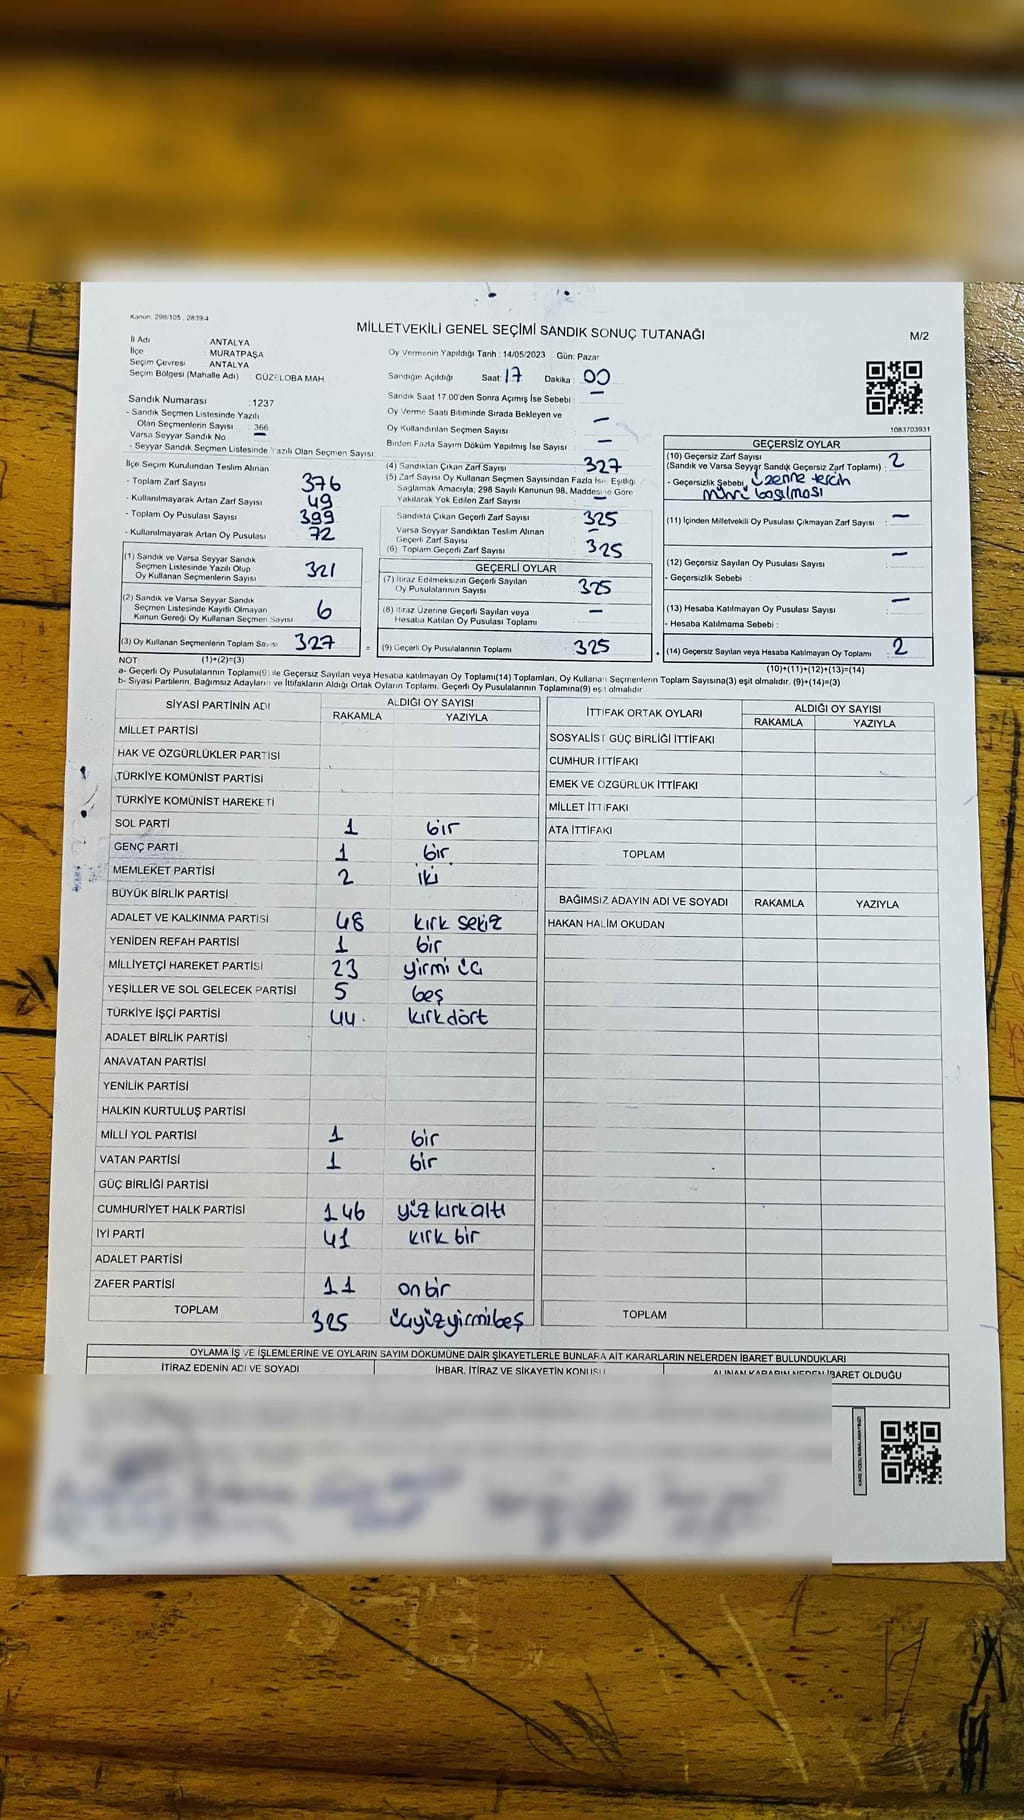 Kanun: 298/105 , 2839/4
MİLLETVEKİLİ GENEL SEÇİMİ SANDIK SONUÇ TUTANAĞI
M/2
İl Adı : ANTALYA
İlçe : MURATPAŞA
Seçim Çevresi : ANTALYA
Seçim Bölgesi (Mahalle Adı) : GÜZELOBA MAH.
Sandık Numarası : 1237
- Sandık Seçmen Listesinde Yazılı
Olan Seçmenlerin Sayısı : 366
Varsa Seyyar Sandık No : —
- Seyyar Sandık Seçmen Listesinde Yazılı Olan Seçmen Sayısı:
İlçe Seçim Kurulundan Teslim Alınan
- Toplam Zarf Sayısı 376
- Kullanılmayarak Artan Zarf Sayısı 49
- Toplam Oy Pusulası Sayısı 399
- Kullanılmayarak Artan Oy Pusulası 72
(1) Sandık ve Varsa Seyyar Sandık
Seçmen Listesinde Yazılı Olup
Oy Kullanan Seçmenlerin Sayısı 321
(2) Sandık ve Varsa Seyyar Sandık
Seçmen Listesinde Kayıtlı Olmayan
Kanun Gereği Oy Kullanan Seçmen Sayısı 6
(3) Oy Kullanan Seçmenlerin Toplam Sayısı 327
Oy Vermenin Yapıldığı Tarih : 14/05/2023 Gün: Pazar
Sandığın Açıldığı Saat: 17 Dakika : 00
Sandık Saat 17.00'den Sonra Açılmış İse Sebebi : —
Oy Verme Saati Bitiminde Sırada Bekleyen ve
Oy Kullandırılan Seçmen Sayısı —
Birden Fazla Sayım Döküm Yapılmış İse Sayısı —
(4) Sandıktan Çıkan Zarf Sayısı 327
(5) Zarf Sayısı Oy Kullanan Seçmen Sayısından Fazla İse, Eşitliği
Sağlamak Amacıyla; 298 Sayılı Kanunun 98. Maddesine Göre
Yakılarak Yok Edilen Zarf Sayısı —
Sandıkta Çıkan Geçerli Zarf Sayısı 325
Varsa Seyyar Sandıktan Teslim Alınan
Geçerli Zarf Sayısı —
(6) Toplam Geçerli Zarf Sayısı 325
GEÇERLİ OYLAR
(7) İtiraz Edilmeksizin Geçerli Sayılan
Oy Pusulalarının Sayısı 325
(8) İtiraz Üzerine Geçerli Sayılan veya
Hesaba Katılan Oy Pusulası Toplamı —
= (9) Geçerli Oy Pusulalarının Toplamı 325
1083703931
GEÇERSİZ OYLAR
(10) Geçersiz Zarf Sayısı
(Sandık ve Varsa Seyyar Sandık Geçersiz Zarf Toplamı) : 2
- Geçersizlik Sebebi : üzerine tercih
mührü basılması
(11) İçinden Milletvekili Oy Pusulası Çıkmayan Zarf Sayısı : —
(12) Geçersiz Sayılan Oy Pusulası Sayısı —
- Geçersizlik Sebebi :
(13) Hesaba Katılmayan Oy Pusulası Sayısı —
- Hesaba Katılmama Sebebi :
+ (14) Geçersiz Sayılan veya Hesaba Katılmayan Oy Toplamı 2
NOT: (1)+(2)=(3) (10)+(11)+(12)+(13)=(14)
a- Geçerli Oy Pusulasının Toplamı(9) ile Geçersiz Sayılan veya Hesaba katılmayan Oy Toplamı(14) Toplamları, Oy Kullanan Seçmenlerin Toplam Sayısına(3) eşit olmalıdır. (9)+(14)=(3)
b- Siyasi Partilerin, Bağımsız Adayların ve İttifakların Aldığı Ortak Oyların Toplamı, Geçerli Oy Pusulalarının Toplamına(9) eşit olmalıdır.
SİYASİ PARTİNİN ADI ALDIĞI OY SAYISI
RAKAMLA YAZIYLA
MİLLET PARTİSİ
HAK VE ÖZGÜRLÜKLER PARTİSİ
TÜRKİYE KOMÜNİST PARTİSİ
TÜRKİYE KOMÜNİST HAREKETİ
SOL PARTİ 1 bir
GENÇ PARTİ 1 bir
MEMLEKET PARTİSİ 2 iki
BÜYÜK BİRLİK PARTİSİ
ADALET VE KALKINMA PARTİSİ 48 kırk sekiz
YENİDEN REFAH PARTİSİ 1 bir
MİLLİYETÇİ HAREKET PARTİSİ 23 yirmi üç
YEŞİLLER VE SOL GELECEK PARTİSİ 5 beş
TÜRKİYE İŞÇİ PARTİSİ 44 kırkdört
ADALET BİRLİK PARTİSİ
ANAVATAN PARTİSİ
YENİLİK PARTİSİ
HALKIN KURTULUŞ PARTİSİ
MİLLİ YOL PARTİSİ 1 bir
VATAN PARTİSİ 1 bir
GÜÇ BİRLİĞİ PARTİSİ
CUMHURİYET HALK PARTİSİ 146 yüz kırk altı
İYİ PARTİ 41 kırk bir
ADALET PARTİSİ
ZAFER PARTİSİ 11 onbir
TOPLAM 325 üçyüzyirmibeş
İTTİFAK ORTAK OYLARI ALDIĞI OY SAYISI
RAKAMLA YAZIYLA
SOSYALİST GÜÇ BİRLİĞİ İTTİFAKI
CUMHUR İTTİFAKI
EMEK VE ÖZGÜRLÜK İTTİFAKI
MİLLET İTTİFAKI
ATA İTTİFAKI
TOPLAM
BAĞIMSIZ ADAYIN ADI VE SOYADI RAKAMLA YAZIYLA
HAKAN HALİM OKUDAN
TOPLAM
OYLAMA İŞ VE İŞLEMLERİNE VE OYLARIN SAYIM DÖKÜMÜNE DAİR ŞİKAYETLERLE BUNLARA AİT KARARLARIN NELERDEN İBARET BULUNDUKLARI
İTİRAZ EDENİN ADI VE SOYADI İHBAR, İTİRAZ VE ŞİKAYETİN KONUSU ALINAN KARARIN NEDEN İBARET OLDUĞU